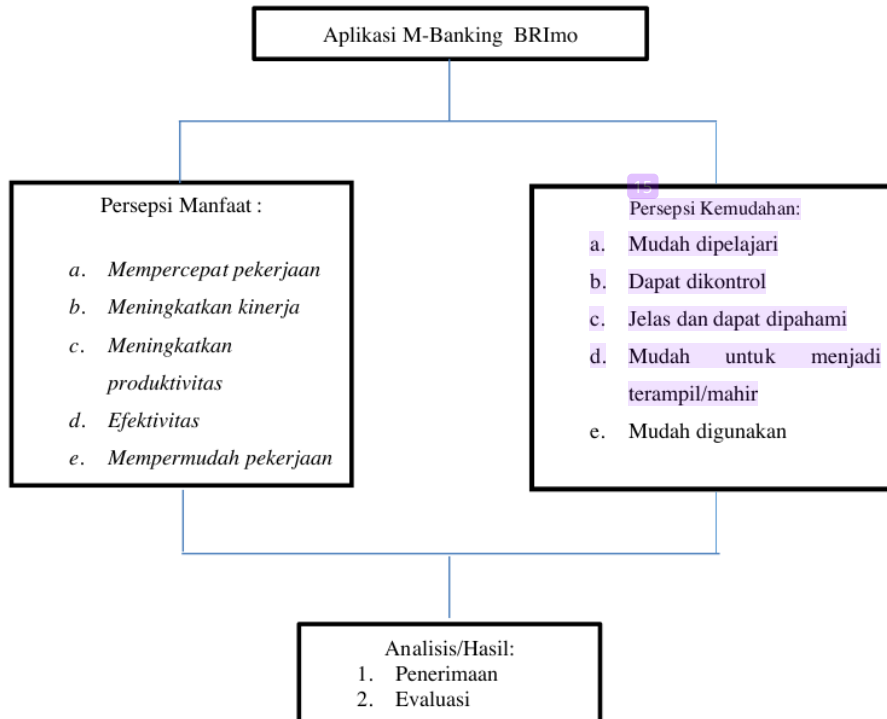 Aplikasi M-Banking BRImo
Persepsi Manfaat :
a. Mempercepat pekerjaan
b. Meningkatkan kinerja
c. Meningkatkan
produktivitas
d. Efektivitas
e. Mempermudah pekerjaan
15
Persepsi Kemudahan:
a. Mudah dipelajari
b. Dapat dikontrol
c. Jelas dan dapat dipahami
d. Mudah untuk menjadi
terampil/mahir
e. Mudah digunakan
Analisis/Hasil:
1. Penerimaan
2. Evaluasi